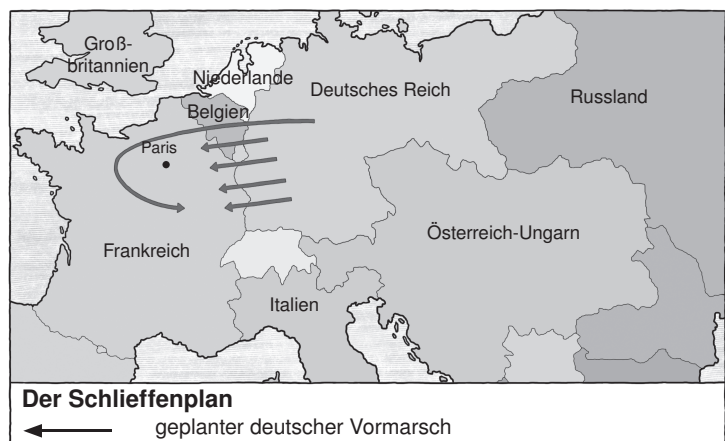 Groß-
britannien
Niederlande
Deutsches Reich
Russland
Belgien
Paris
Österreich-Ungarn
Frankreich
Italien
Der Schlieffenplan
geplanter deutscher Vormarsch